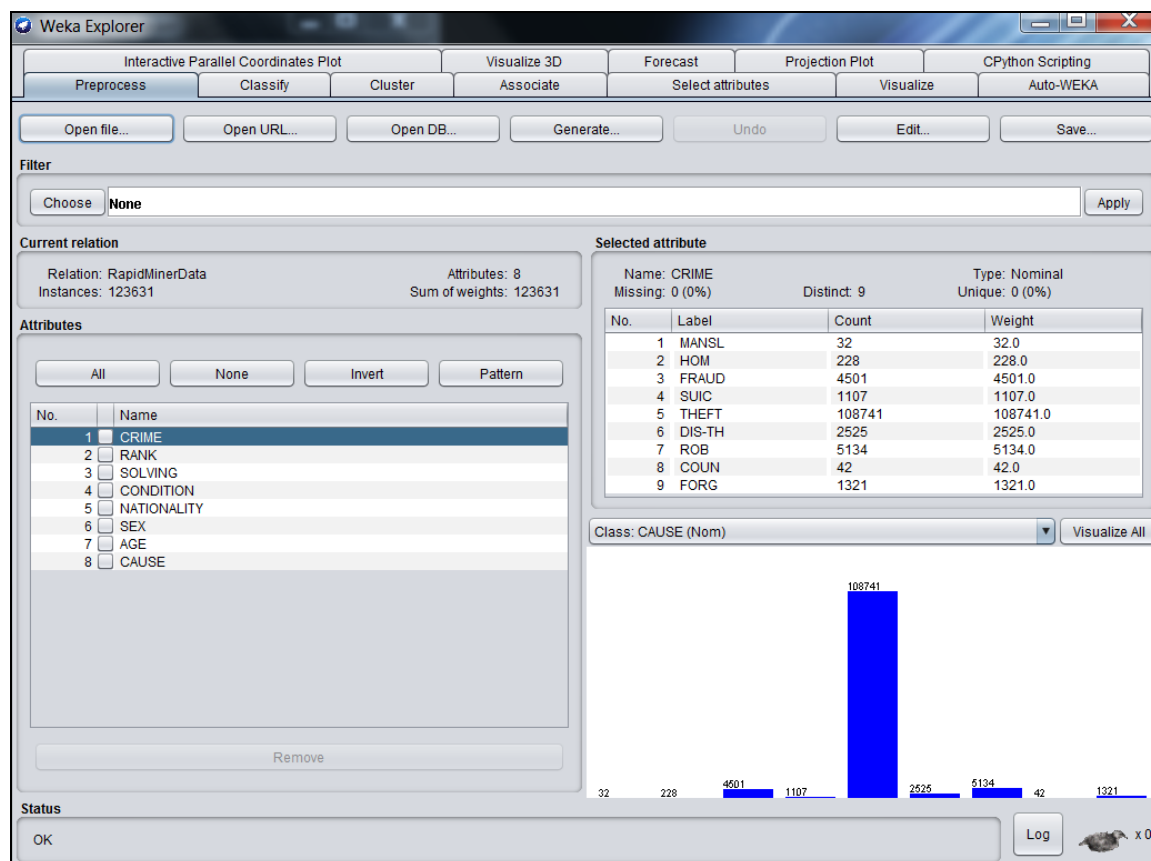 Weka Explorer
Interactive Parallel Coordinates Plot Visualize 3D Forecast Projection Plot CPython Scripting
Preprocess Classify Cluster Associate Select attributes Visualize Auto-WEKA
Open file... Open URL... Open DB... Generate... Undo Edit... Save...
Filter
Choose None Apply
Current relation
Relation: RapidMinerData Attributes: 8
Instances: 123631 Sum of weights: 123631
Attributes
All None Invert Pattern
No. Name
1 CRIME
2 RANK
3 SOLVING
4 CONDITION
5 NATIONALITY
6 SEX
7 AGE
8 CAUSE
Remove
Selected attribute
Name: CRIME Type: Nominal
Missing: 0 (0%) Distinct: 9 Unique: 0 (0%)
No. Label Count Weight
1 MANSL 32 32.0
2 HOM 228 228.0
3 FRAUD 4501 4501.0
4 SUIC 1107 1107.0
5 THEFT 108741 108741.0
6 DIS-TH 2525 2525.0
7 ROB 5134 5134.0
8 COUN 42 42.0
9 FORG 1321 1321.0
Class: CAUSE (Nom) Visualize All
32 228 4501 1107 108741 2525 5134 42 1321
Status
OK Log x 0